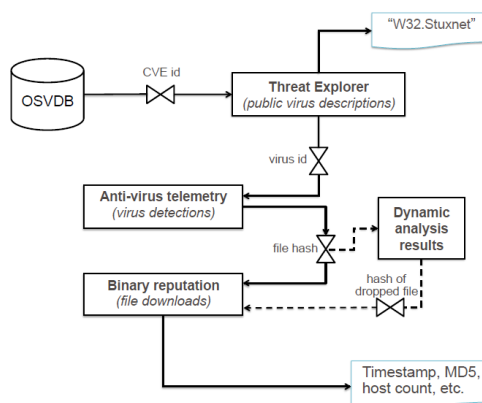 “W32.Stuxnet”
CVE id
OSVDB
Threat Explorer
(public virus descriptions)
virus id
Anti-virus telemetry
(virus detections)
Dynamic
analysis
results
file hash
Binary reputation
(file downloads)
hash of
dropped file
Timestamp, MD5,
host count, etc.